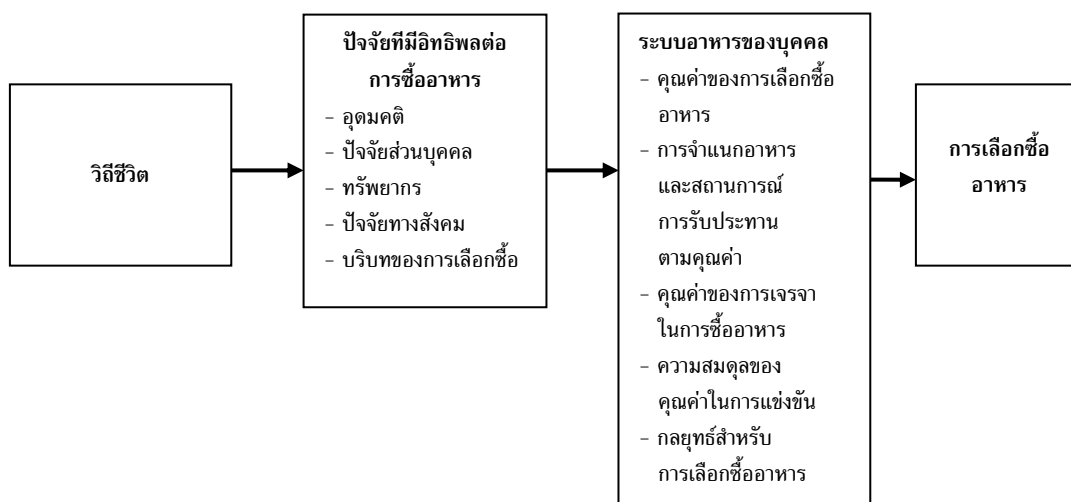 วิถีชีวิต
ปัจจัยที่มีอิทธิพลต่อ
การซื้ออาหาร
- อุดมคติ
- ปัจจัยส่วนบุคคล
- ทรัพยากร
- ปัจจัยทางสังคม
- บริบทของการเลือกซื้อ
ระบบอาหารของบุคคล
- คุณค่าของการเลือกซื้อ
อาหาร
- การจำแนกอาหาร
และสถานการณ์
การรับประทาน
ตามคุณค่า
- คุณค่าของการเจรจา
ในการซื้ออาหาร
- ความสมดุลของ
คุณค่าในการแข่งขัน
- กลยุทธ์สำหรับ
การเลือกซื้ออาหาร
การเลือกซื้อ
อาหาร